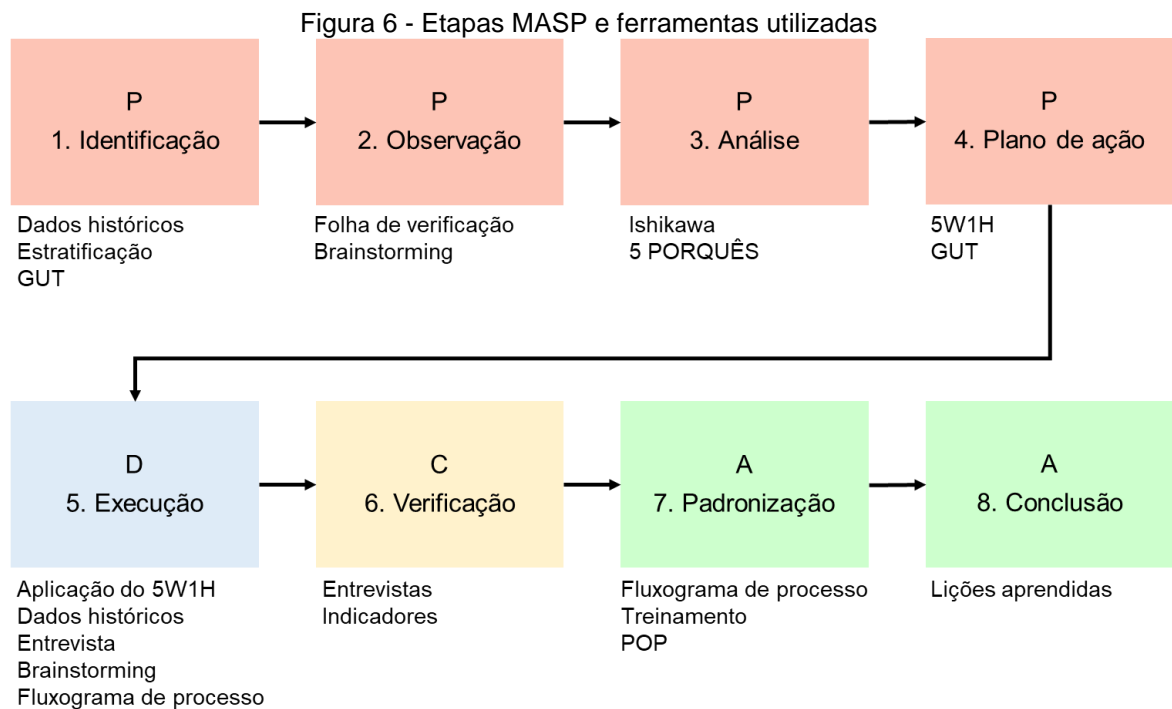 Figura 6 - Etapas MASP e ferramentas utilizadas
P
1. Identificação
Dados históricos
Estratificação
GUT
P
2. Observação
Folha de verificação
Brainstorming
P
3. Análise
Ishikawa
5 PORQUÊS
P
4. Plano de ação
5W1H
GUT
D
5. Execução
Aplicação do 5W1H
Dados históricos
Entrevista
Brainstorming
Fluxograma de processo
C
6. Verificação
Entrevistas
Indicadores
A
7. Padronização
Fluxograma de processo
Treinamento
POP
A
8. Conclusão
Lições aprendidas